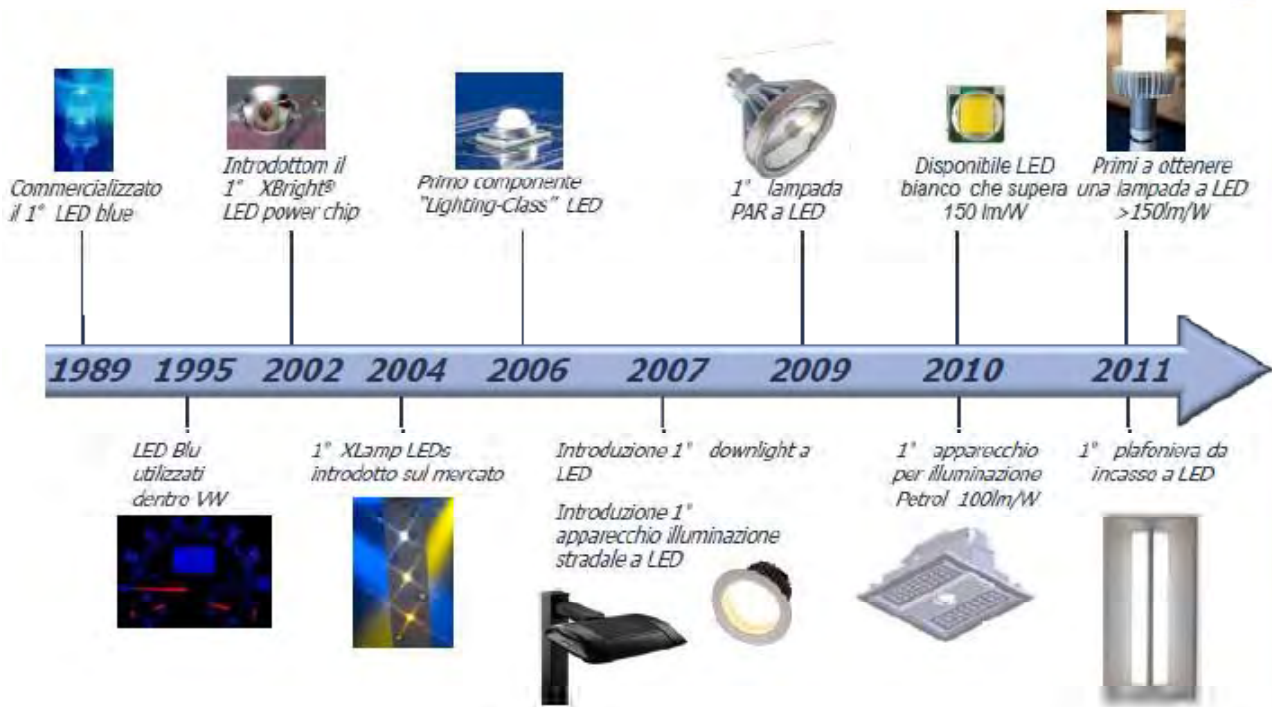 Commercializzato
il 1° LED blue
Introdottom il
1° XBright®
LED power chip
Primo componente
"Lighting-Class" LED
1° lampada
PAR a LED
Disponibile LED
bianco che supera
150 lm/W
Primi a ottenere
una lampada a LED
>150lm/W
1989 1995 2002 2004 2006 2007 2009 2010 2011
LED Blu
utilizzati
dentro VW
1° XLamp LEDs
introdotto sul mercato
Introduzione 1° downlight a
LED
Introduzione 1°
apparecchio illuminazione
stradale a LED
1° apparecchio
per illuminazione
Petrol 100lm/W
1° plafoniera da
incasso a LED